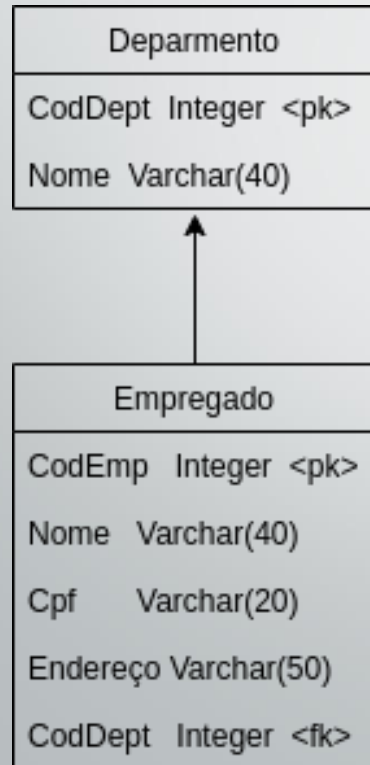 Deparmento
CodDept Integer <pk>
Nome Varchar(40)
Empregado
CodEmp Integer <pk>
Nome Varchar(40)
Cpf Varchar(20)
Endereço Varchar(50)
CodDept Integer <fk>